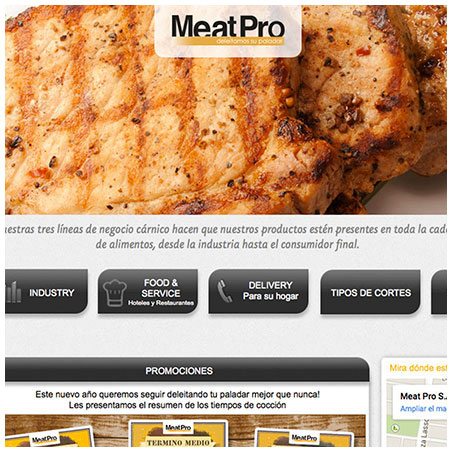 MeatPro
deleitamos su paladar
uestras tres líneas de negocio cárnico hacen que nuestros productos estén presentes en toda la cade
de alimentos, desde la industria hasta el consumidor final.
INDUSTRY
FOOD &
SERVICE
Hoteles y Restaurantes
DELIVERY
Para su hogar
TIPOS DE CORTES
PROMOCIONES
Mira dónde est
Este nuevo año queremos seguir deleitando tu paladar mejor que nunca!
Les presentamos el resumen de los tiempos de cocción
Meat Pro S.
Ampliar el ma
MeatPro
MeatPro
MeatPro
TERMINO MEDIO